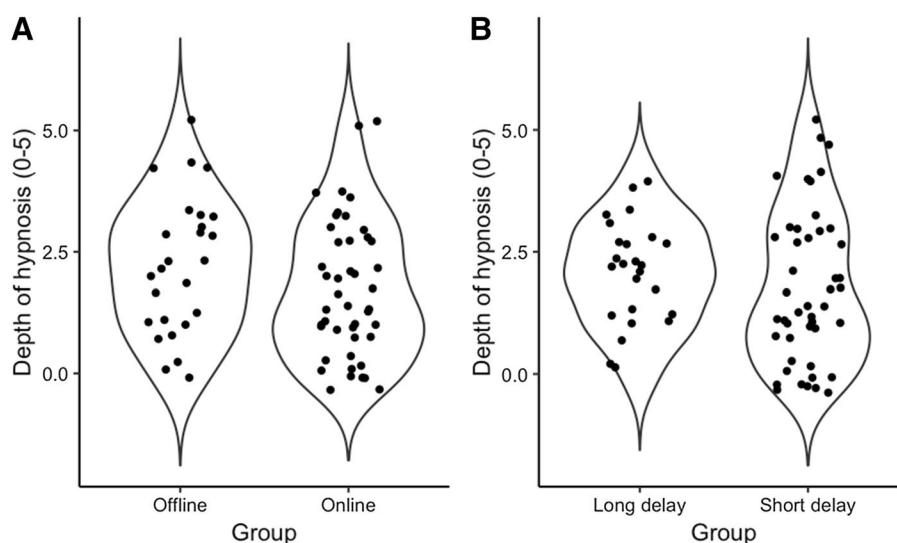 A
Depth of hypnosis (0-5)
5.0
2.5
0.0
Offline Online
Group
B
Depth of hypnosis (0-5)
5.0
2.5
0.0
Long delay Short delay
Group